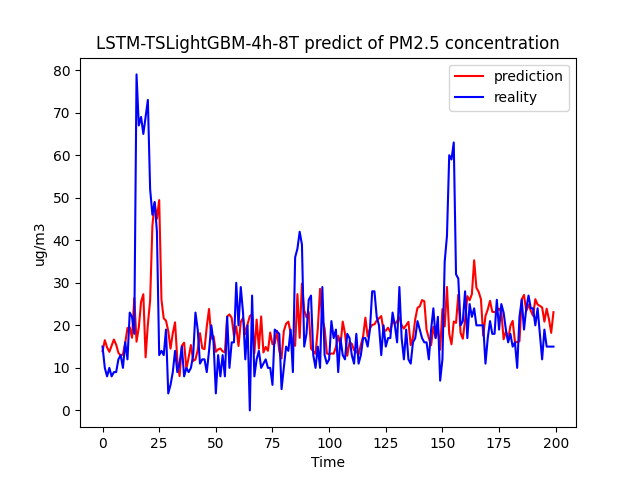 LSTM-TSLightGBM-4h-8T predict of PM2.5 concentration
prediction
reality
80
70
60
50
40
30
20
10
0
ug/m3
0 25 50 75 100 125 150 175 200
Time